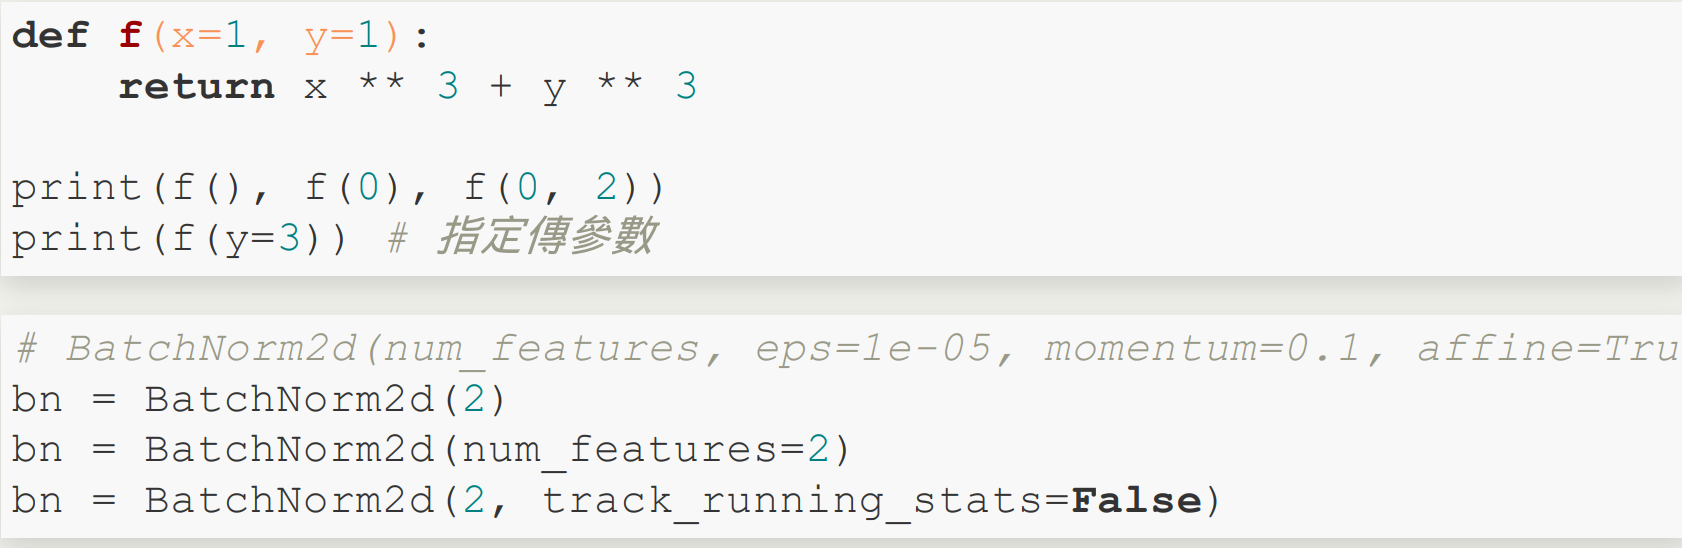 def f(x=1, y=1):
    return x ** 3 + y ** 3
print(f(), f(0), f(0, 2))
print(f(y=3)) # 指定傳參數
# BatchNorm2d(num_features, eps=1e-05, momentum=0.1, affine=Tru
bn = BatchNorm2d(2)
bn = BatchNorm2d(num_features=2)
bn = BatchNorm2d(2, track_running_stats=False)